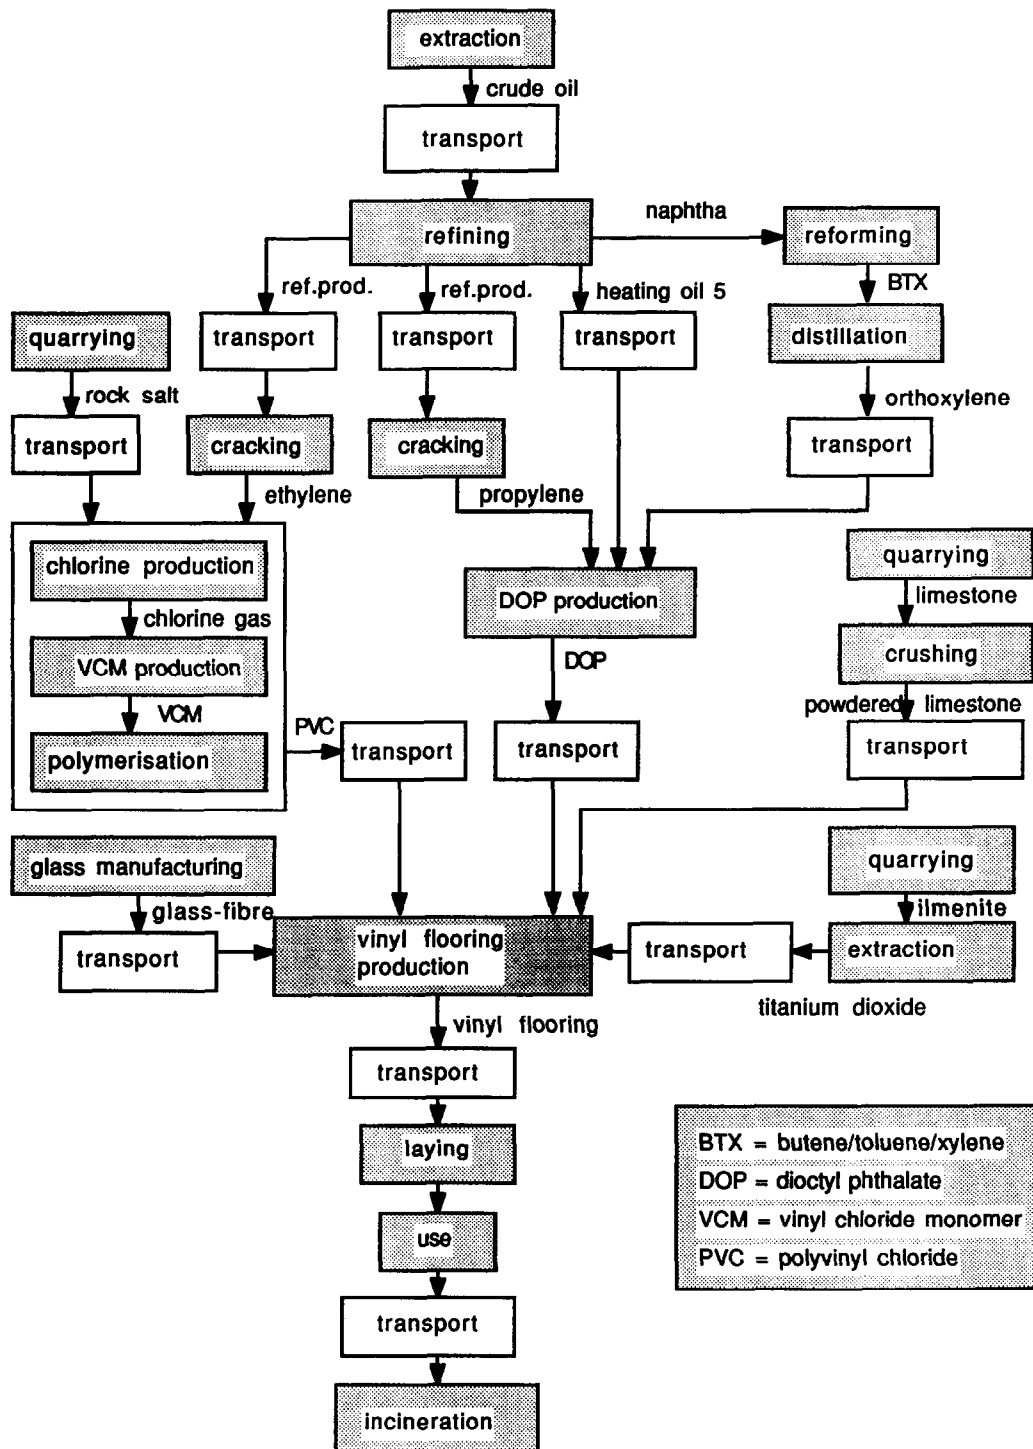 extraction
crude oil
transport
refining
naphtha
reforming
BTX
ref.prod.
ref.prod.
heating oil 5
quarrying
transport
transport
transport
distillation
rock salt
orthoxylene
transport
cracking
cracking
transport
ethylene
propylene
chlorine production
chlorine gas
VCM production
VCM
polymerisation
DOP production
DOP
quarrying
limestone
crushing
powdered limestone
PVC
transport
transport
transport
glass manufacturing
glass-fibre
transport
vinyl flooring
production
quarrying
ilmenite
extraction
transport
titanium dioxide
vinyl flooring
transport
laying
use
transport
incineration
BTX = butene/toluene/xylene
DOP = dioctyl phthalate
VCM = vinyl chloride monomer
PVC = polyvinyl chloride